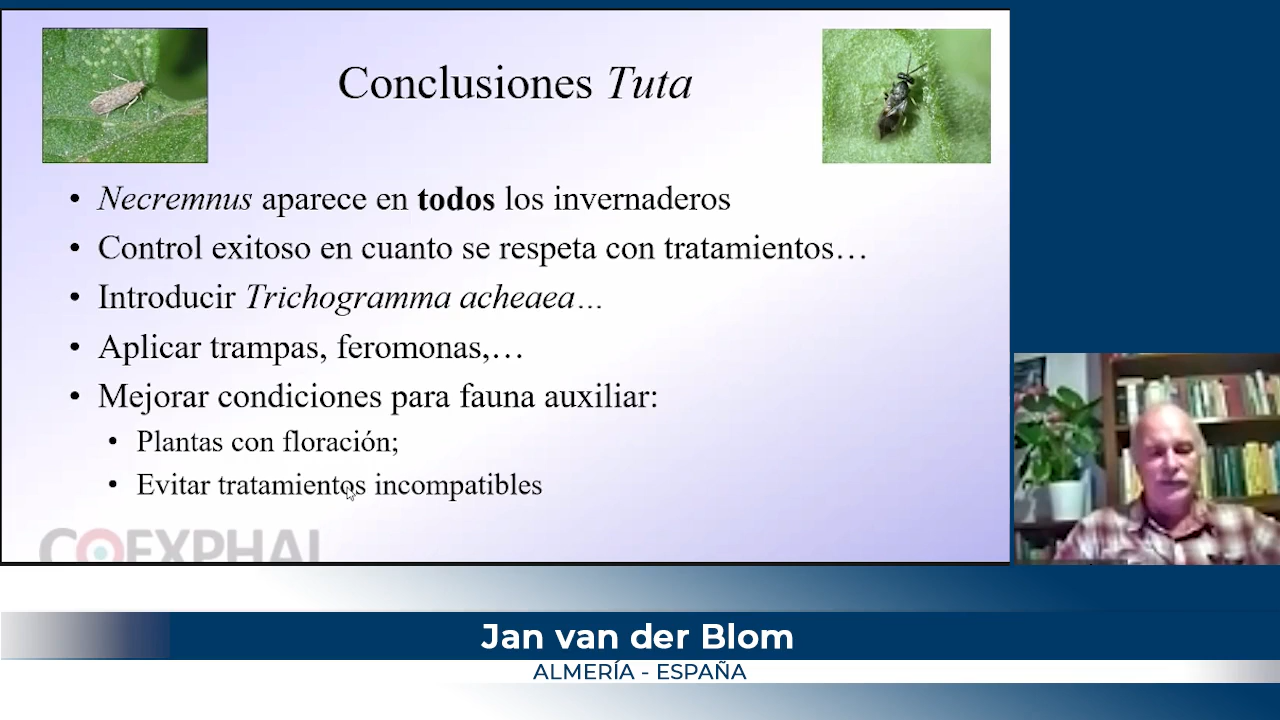 Conclusiones Tuta
• Necremnus aparece en todos los invernaderos
• Control exitoso en cuanto se respeta con tratamientos…
• Introducir Trichogramma acheaea…
• Aplicar trampas, feromonas,…
• Mejorar condiciones para fauna auxiliar:
• Plantas con floración;
• Evitar tratamientos incompatibles
COEXPHAL
Jan van der Blom
ALMERÍA - ESPAÑA